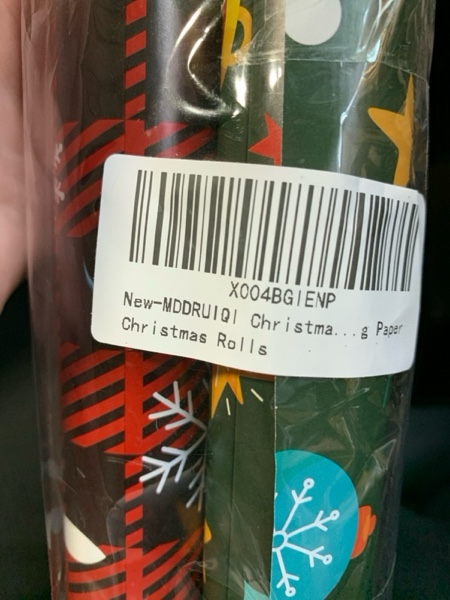 X004BGIENP
New-MDDRUIQI Christma...g Paper
Christmas Rolls